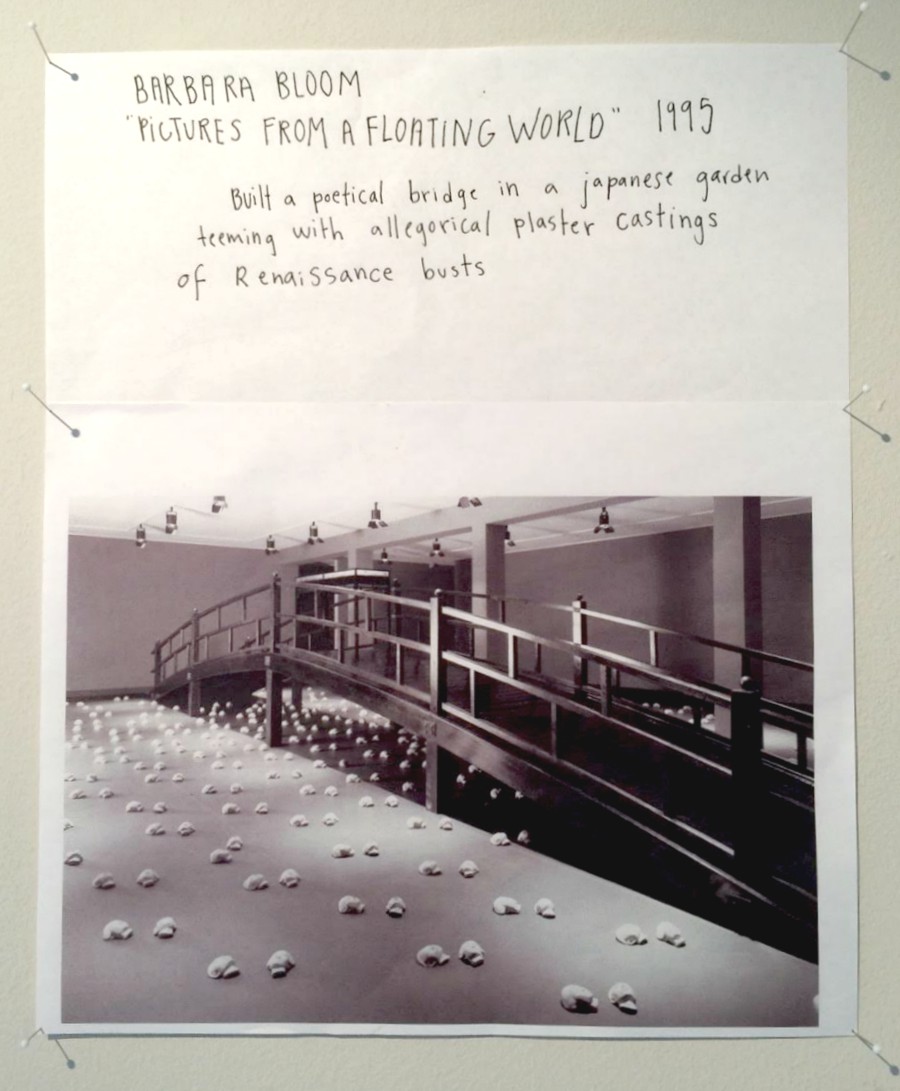 BARBARA BLOOM
"PICTURES FROM A FLOATING WORLD" 1995
Built a poetical bridge in a japanese garden
teeming with allegorical plaster castings
of Renaissance busts